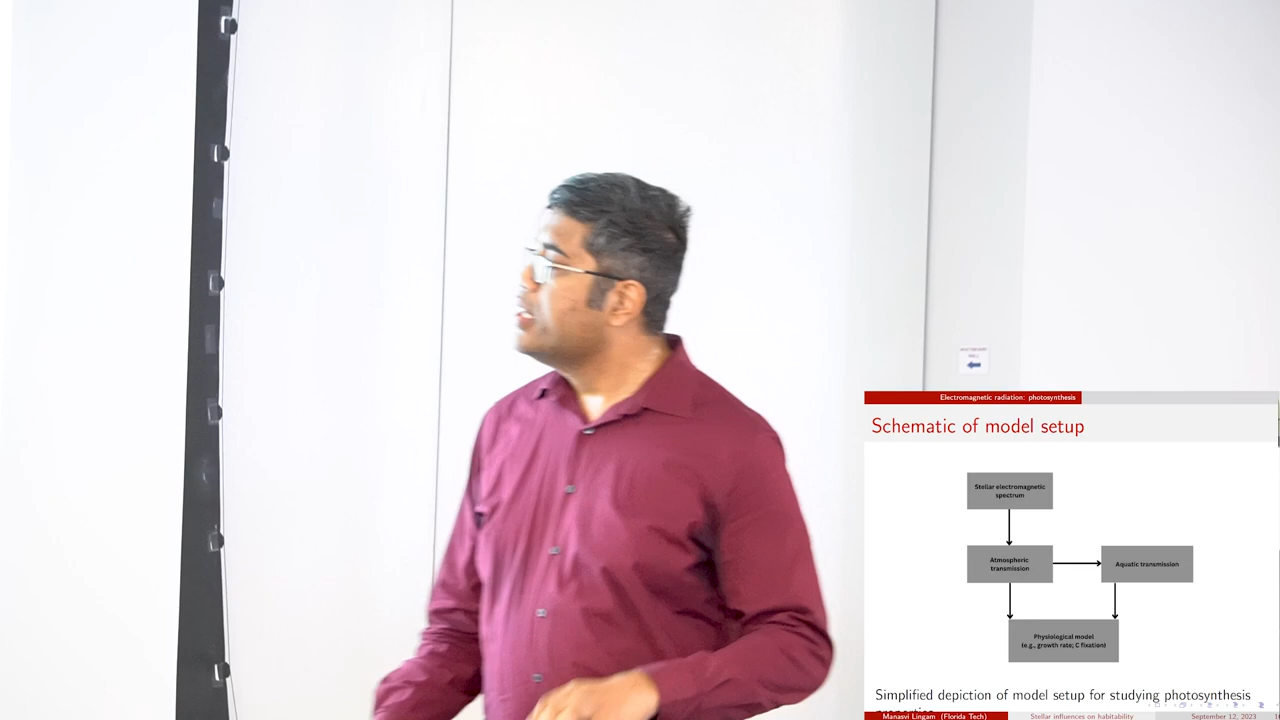 Electromagnetic radiation: photosynthesis
Schematic of model setup
Stellar electromagnetic
spectrum
Atmospheric
transmission
Aquatic transmission
Physiological model
(e.g., growth rate; C fixation)
Simplified depiction of model setup for studying photosynthesis
Manasvi Lingam (Florida Tech)
Stellar influences on habitability
September 12, 2023